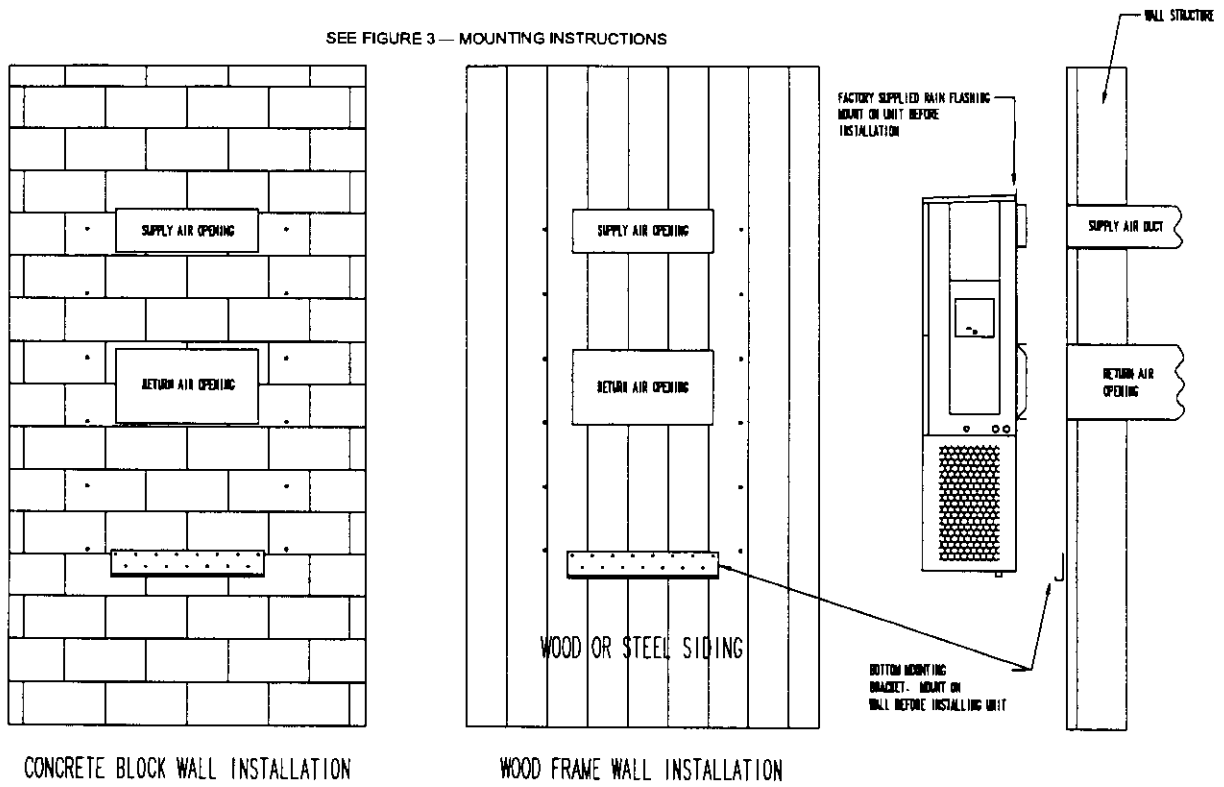 SEE FIGURE 3 — MOUNTING INSTRUCTIONS
WALL STRUCTURE
FACTORY SUPPLIED RAIN FLASHING
MOUNT ON UNIT BEFORE
INSTALLATION
SUPPLY AIR OPENING
SUPPLY AIR OPENING
SUPPLY AIR DUCT
RETURN AIR OPENING
RETURN AIR OPENING
RETURN AIR
OPENING
WOOD OR STEEL SIDING
BOTTOM MOUNTING
BRACKET- MOUNT ON
WALL BEFORE INSTALLING UNIT
CONCRETE BLOCK WALL INSTALLATION
WOOD FRAME WALL INSTALLATION